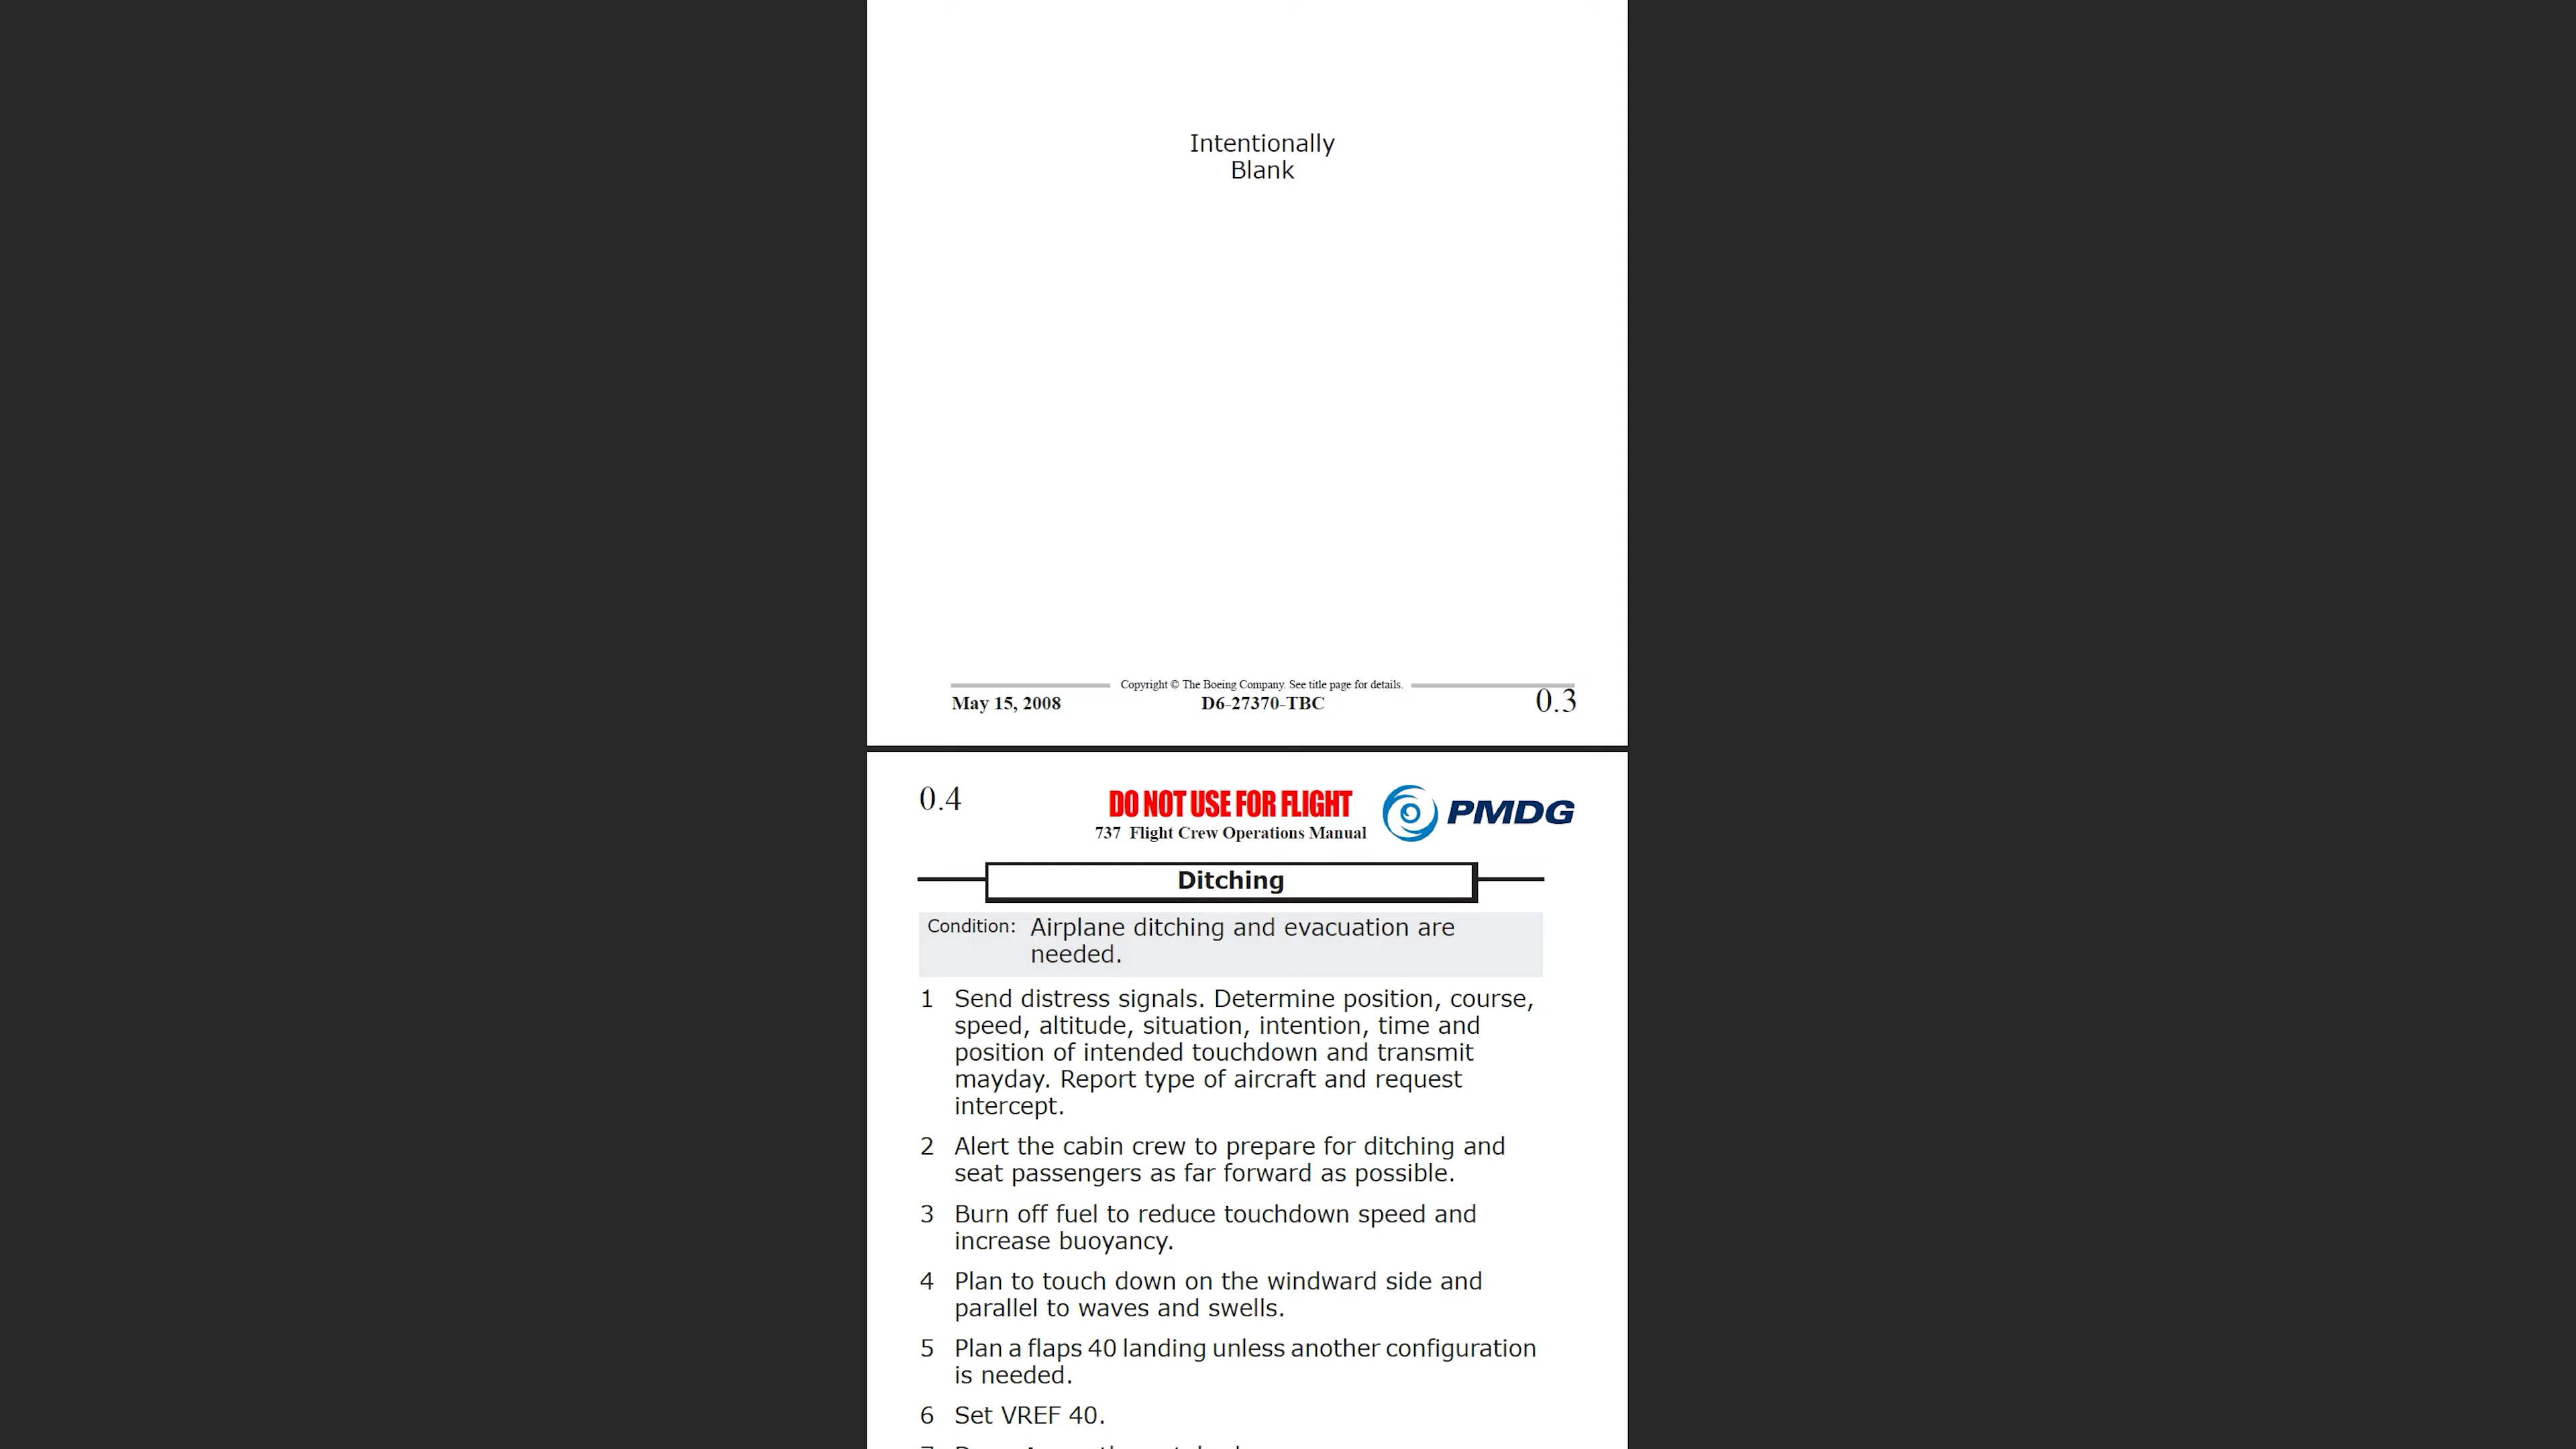 Intentionally
Blank
Copyright © The Boeing Company. See title page for details.
May 15, 2008 D6-27370-TBC 0.3
0.4 DO NOT USE FOR FLIGHT PMDG
737 Flight Crew Operations Manual
Ditching
Condition: Airplane ditching and evacuation are
needed.
1 Send distress signals. Determine position, course,
speed, altitude, situation, intention, time and
position of intended touchdown and transmit
mayday. Report type of aircraft and request
intercept.
2 Alert the cabin crew to prepare for ditching and
seat passengers as far forward as possible.
3 Burn off fuel to reduce touchdown speed and
increase buoyancy.
4 Plan to touch down on the windward side and
parallel to waves and swells.
5 Plan a flaps 40 landing unless another configuration
is needed.
6 Set VREF 40.